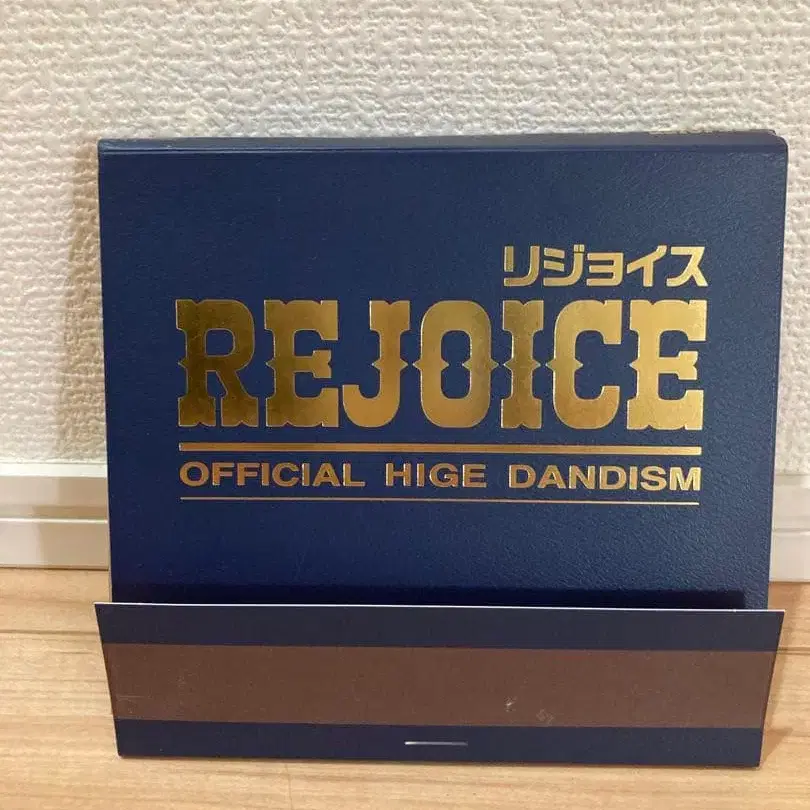 リジョイス
REJOICE
OFFICIAL HIGE DANDISM